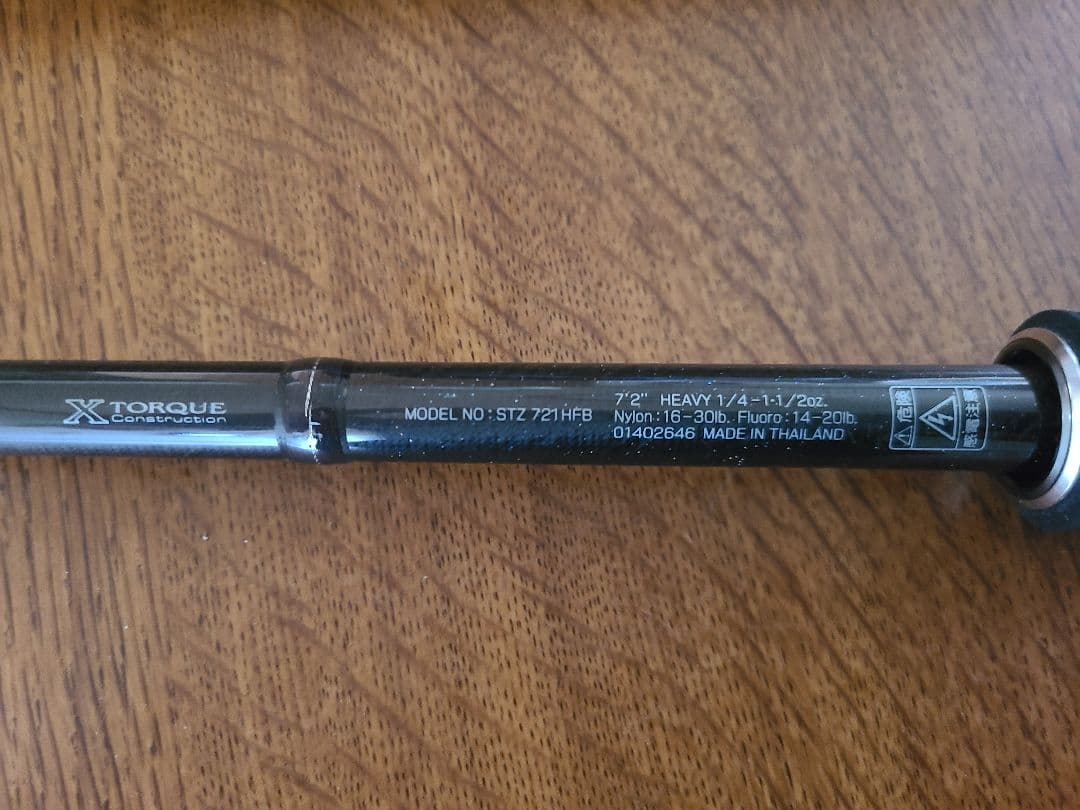 X TORQUE
Construction
MODEL NO : STZ 721HFB
7'2" HEAVY 1/4-1-1/2oz.
Nylon:16-30lb. Fluoro:14-20lb.
01402646 MADE IN THAILAND
危険
感電注意